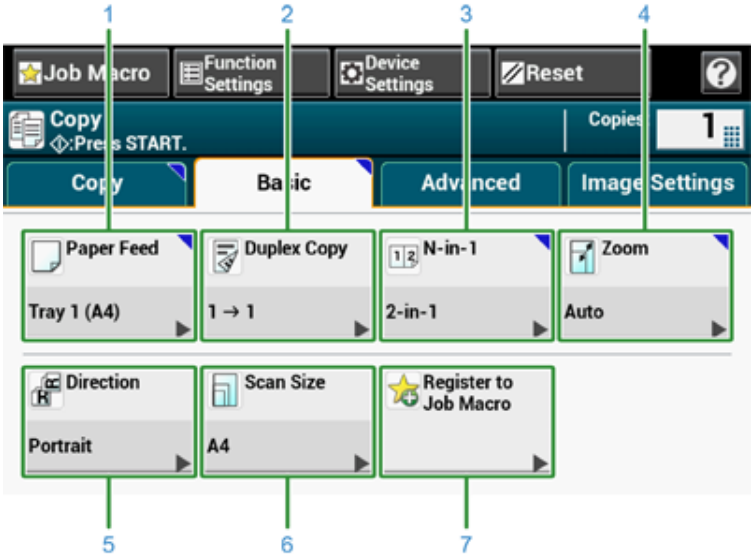 1 2 3 4
Job Macro Function Settings Device Settings Reset ?
Copy Copies 1
:Press START.
Copy Basic Advanced Image Settings
Paper Feed Duplex Copy N-in-1 Zoom
Tray 1 (A4) 1 → 1 2-in-1 Auto
Direction Scan Size Register to Job Macro
Portrait A4
5 6 7